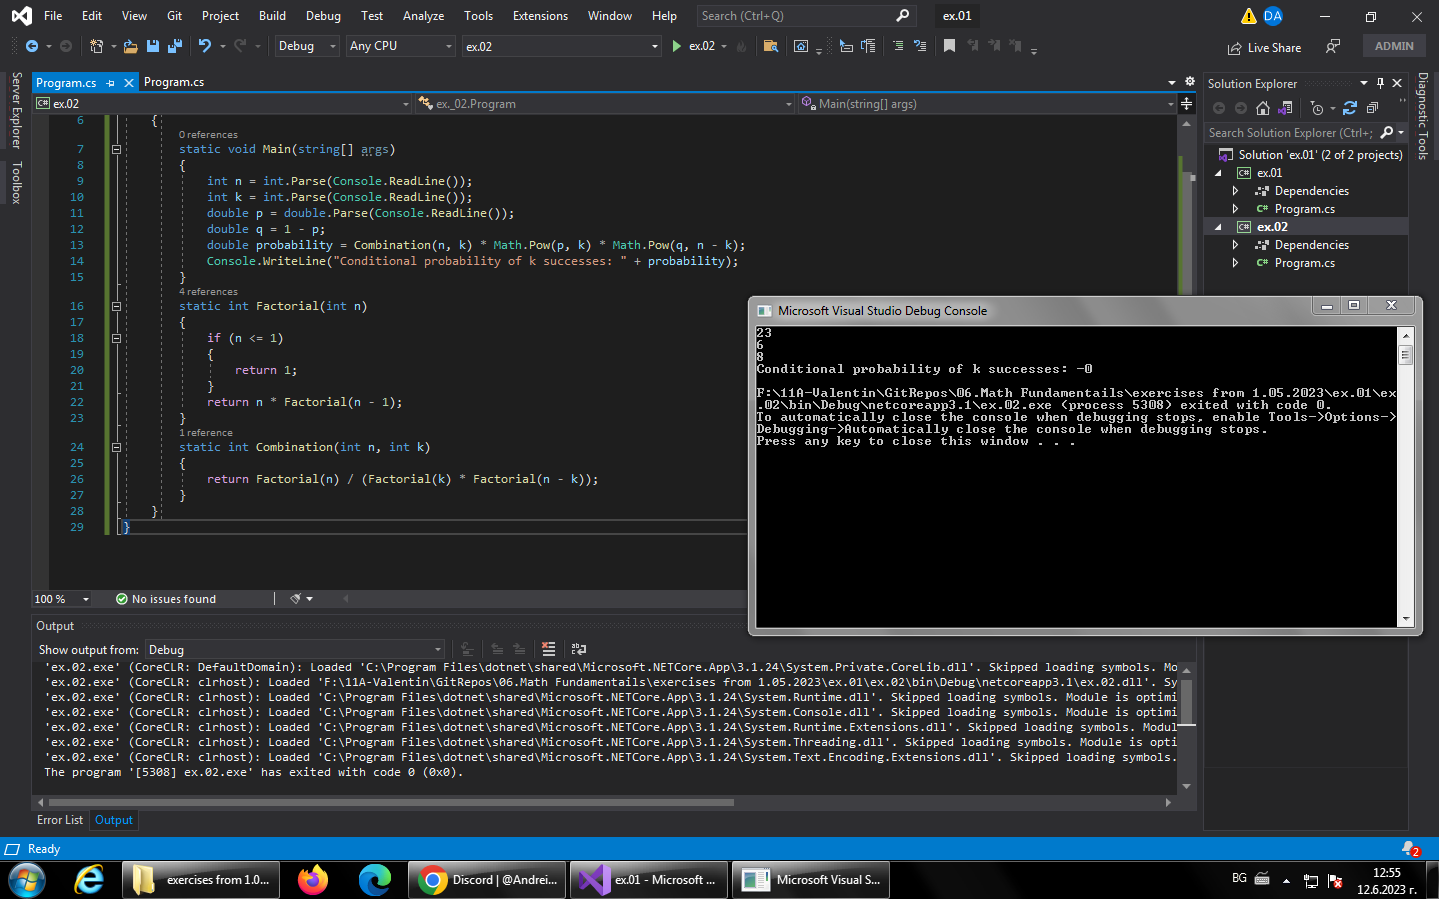 File Edit View Git Project Build Debug Test Analyze Tools Extensions Window Help Search (Ctrl+Q) ex.01 DA
Debug Any CPU ex.02 ex.02 Live Share ADMIN
Server Explorer
Toolbox
Program.cs Program.cs
ex.02 ex._02.Program Main(string[] args)
6 {
0 references
7 static void Main(string[] args)
8 {
9 int n = int.Parse(Console.ReadLine());
10 int k = int.Parse(Console.ReadLine());
11 double p = double.Parse(Console.ReadLine());
12 double q = 1 - p;
13 double probability = Combination(n, k) * Math.Pow(p, k) * Math.Pow(q, n - k);
14 Console.WriteLine("Conditional probability of k successes: " + probability);
15 }
4 references
16 static int Factorial(int n)
17 {
18 if (n <= 1)
19 {
20 return 1;
21 }
22 return n * Factorial(n - 1);
23 }
1 reference
24 static int Combination(int n, int k)
25 {
26 return Factorial(n) / (Factorial(k) * Factorial(n - k));
27 }
28 }
29 }
100 % No issues found
Solution Explorer
Search Solution Explorer (Ctrl+;
Solution 'ex.01' (2 of 2 projects)
C# ex.01
Dependencies
C# Program.cs
C# ex.02
Dependencies
C# Program.cs
Diagnostic Tools
Microsoft Visual Studio Debug Console
23
6
8
Conditional probability of k successes: -0
F:\11A-Valentin\GitRepos\06.Math Fundamentails\exercises from 1.05.2023\ex.01\ex
.02\bin\Debug\netcoreapp3.1\ex.02.exe (process 5308) exited with code 0.
To automatically close the console when debugging stops, enable Tools->Options->
Debugging->Automatically close the console when debugging stops.
Press any key to close this window . . .
Output
Show output from: Debug
'ex.02.exe' (CoreCLR: DefaultDomain): Loaded 'C:\Program Files\dotnet\shared\Microsoft.NETCore.App\3.1.24\System.Private.CoreLib.dll'. Skipped loading symbols. Mo
'ex.02.exe' (CoreCLR: clrhost): Loaded 'F:\11A-Valentin\GitRepos\06.Math Fundamentails\exercises from 1.05.2023\ex.01\ex.02\bin\Debug\netcoreapp3.1\ex.02.dll'. Sy
'ex.02.exe' (CoreCLR: clrhost): Loaded 'C:\Program Files\dotnet\shared\Microsoft.NETCore.App\3.1.24\System.Runtime.dll'. Skipped loading symbols. Module is optimi
'ex.02.exe' (CoreCLR: clrhost): Loaded 'C:\Program Files\dotnet\shared\Microsoft.NETCore.App\3.1.24\System.Console.dll'. Skipped loading symbols. Module is optimi
'ex.02.exe' (CoreCLR: clrhost): Loaded 'C:\Program Files\dotnet\shared\Microsoft.NETCore.App\3.1.24\System.Runtime.Extensions.dll'. Skipped loading symbols. Modul
'ex.02.exe' (CoreCLR: clrhost): Loaded 'C:\Program Files\dotnet\shared\Microsoft.NETCore.App\3.1.24\System.Threading.dll'. Skipped loading symbols. Module is opti
'ex.02.exe' (CoreCLR: clrhost): Loaded 'C:\Program Files\dotnet\shared\Microsoft.NETCore.App\3.1.24\System.Text.Encoding.Extensions.dll'. Skipped loading symbols.
The program '[5308] ex.02.exe' has exited with code 0 (0x0).
Error List Output
Ready 2
exercises from 1.0... Discord | @Andrei... ex.01 - Microsoft ... Microsoft Visual S... BG 12:55
12.6.2023 г.